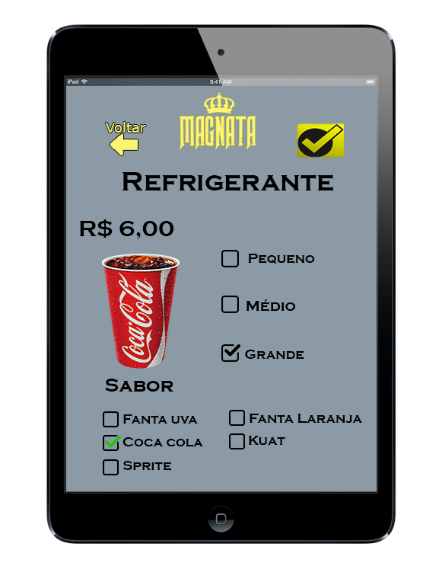 iPad 9:41 AM
Voltar
MAGNATA
REFRIGERANTE
R$ 6,00
PEQUENO
MÉDIO
GRANDE
Coca-Cola
SABOR
FANTA UVA
FANTA LARANJA
COCA COLA
KUAT
SPRITE